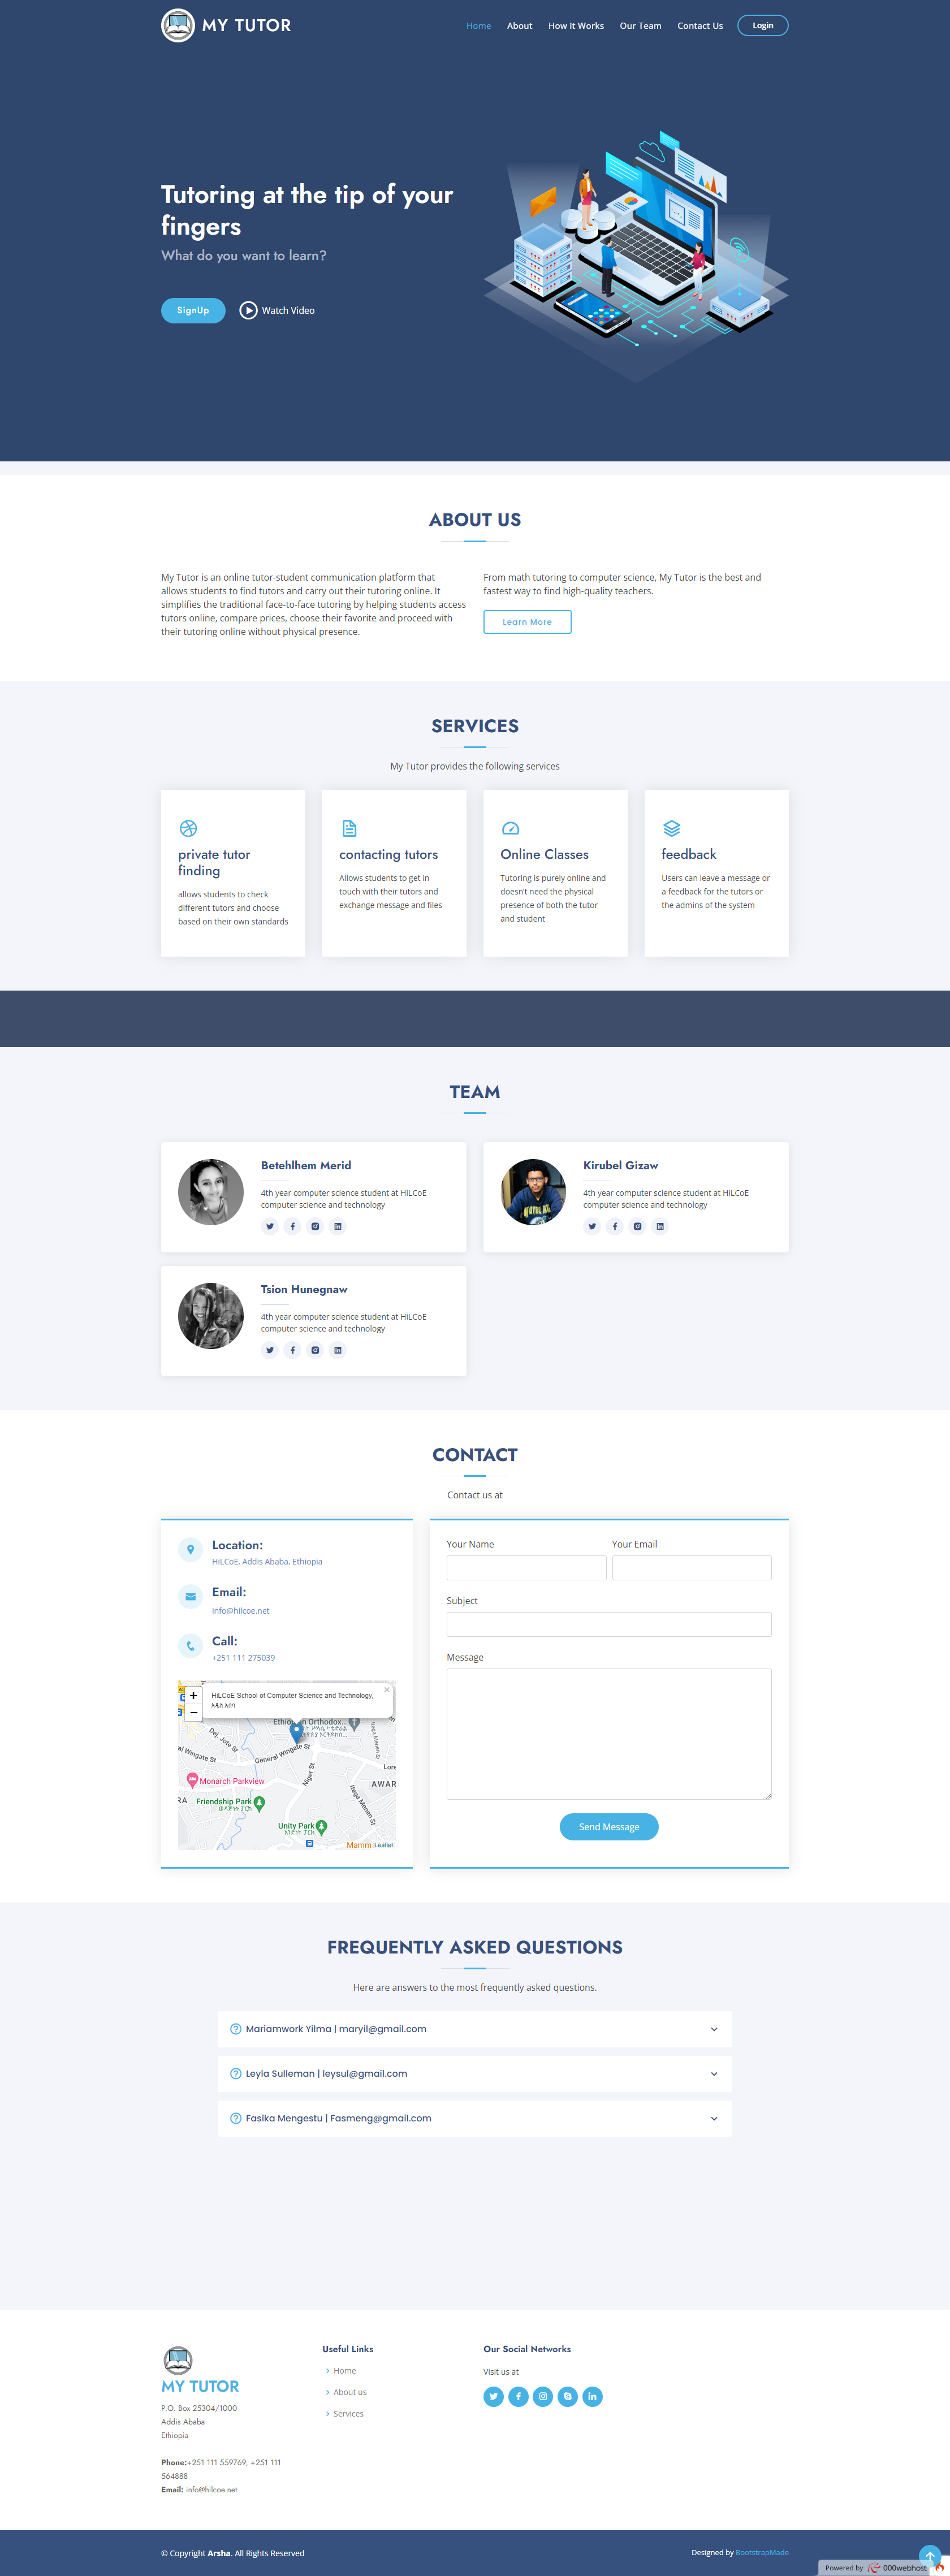 MY TUTOR
Home
About
How it Works
Our Team
Contact Us
Login
Tutoring at the tip of your
fingers
What do you want to learn?
SignUp
Watch Video
ABOUT US
My Tutor is an online tutor-student communication platform that
allows students to find tutors and carry out their tutoring online. It
simplifies the traditional face-to-face tutoring by helping students access
tutors online, compare prices, choose their favorite and proceed with
their tutoring online without physical presence.
From math tutoring to computer science, My Tutor is the best and
fastest way to find high-quality teachers.
Learn More
SERVICES
My Tutor provides the following services
private tutor
finding
allows students to check
different tutors and choose
based on their own standards
contacting tutors
Allows students to get in
touch with their tutors and
exchange message and files
Online Classes
Tutoring is purely online and
doesn't need the physical
presence of both the tutor
and student
feedback
Users can leave a message or
a feedback for the tutors or
the admins of the system
TEAM
Betehlhem Merid
4th year computer science student at HiLCoE
computer science and technology
Kirubel Gizaw
4th year computer science student at HiLCoE
computer science and technology
Tsion Hunegnaw
4th year computer science student at HiLCoE
computer science and technology
CONTACT
Contact us at
Location:
HiLCoE, Addis Ababa, Ethiopia
Email:
info@hilcoe.net
Call:
+251 111 275039
+
−
HiLCoE School of Computer Science and Technology,
አዲስ አበባ
×
Dej. Jote St
al Wingate St
General Wingate St
Niger St
Itega Menen St
Lore
AWAR
Monarch Parkview
RA
Friendship Park
Unity Park
Mamm
Leaflet
Your Name
Your Email
Subject
Message
Send Message
FREQUENTLY ASKED QUESTIONS
Here are answers to the most frequently asked questions.
Mariamwork Yilma | maryil@gmail.com
Leyla Sulleman | leysul@gmail.com
Fasika Mengestu | Fasmeng@gmail.com
MY TUTOR
P.O. Box 25304/1000
Addis Ababa
Ethiopia
Phone:+251 111 559769, +251 111
564888
Email: info@hilcoe.net
Useful Links
Home
About us
Services
Our Social Networks
Visit us at
© Copyright Arsha. All Rights Reserved
Designed by BootstrapMade
Powered by 000webhost